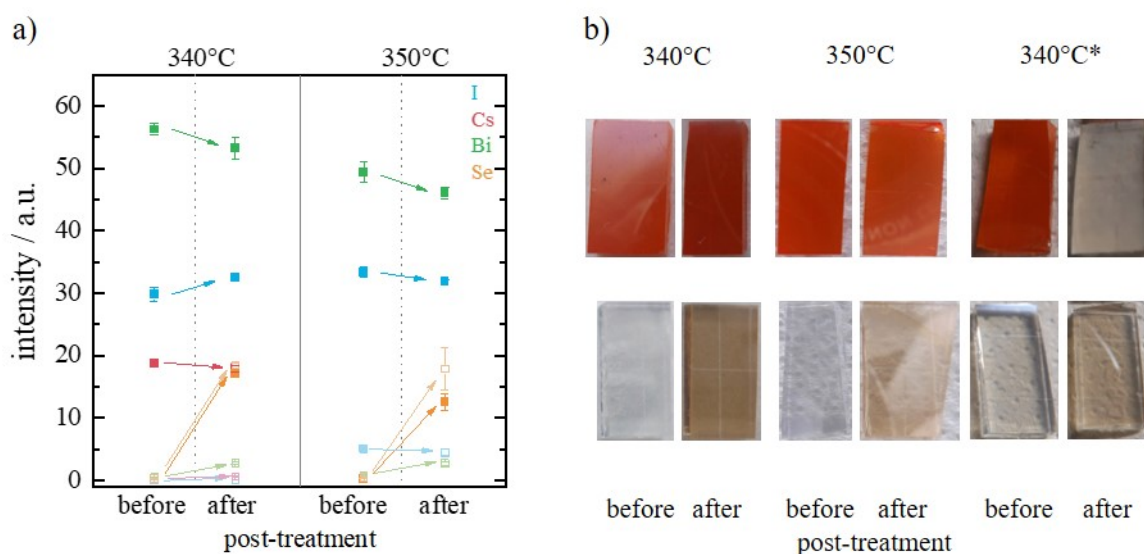 a)
340°C 350°C
I
Cs
Bi
Se
60
50
40
30
20
10
0
intensity / a.u.
before after before after
post-treatment
b)
340°C 350°C 340°C*
before after before after before after
post-treatment